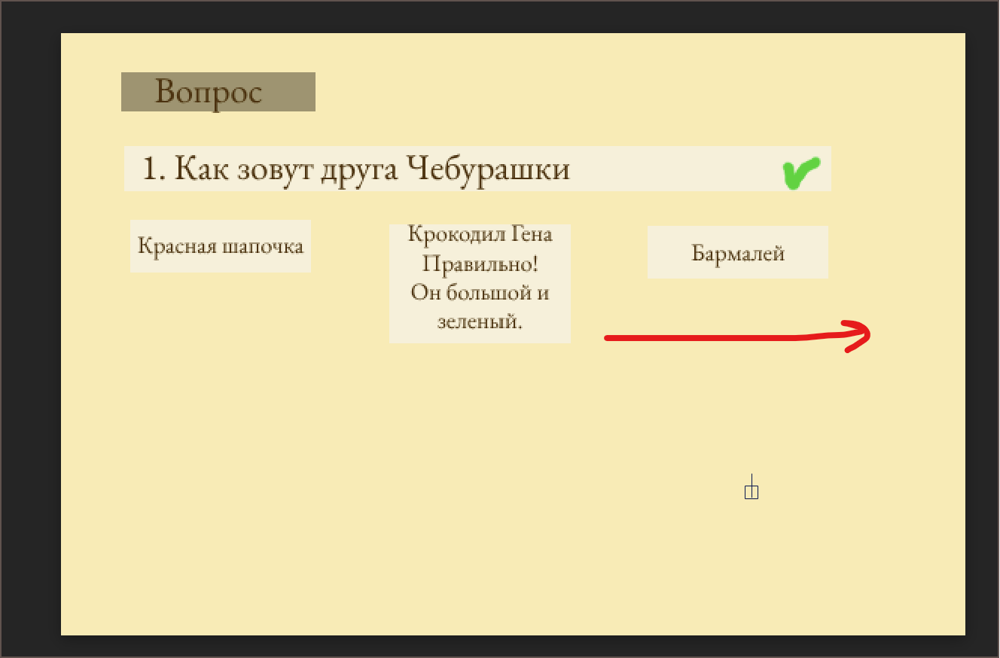 Вопрос
1. Как зовут друга Чебурашки
Красная шапочка
Крокодил Гена
Правильно!
Он большой и
зеленый.
Бармалей